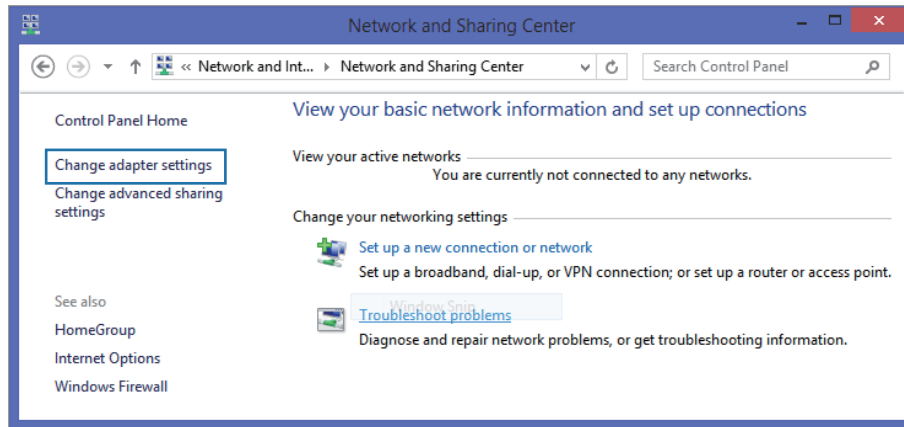 Network and Sharing Center
« Network and Int... Network and Sharing Center
Search Control Panel
Control Panel Home
Change adapter settings
Change advanced sharing
settings
See also
HomeGroup
Internet Options
Windows Firewall
View your basic network information and set up connections
View your active networks
You are currently not connected to any networks.
Change your networking settings
Set up a new connection or network
Set up a broadband, dial-up, or VPN connection; or set up a router or access point.
Window Snip
Troubleshoot problems
Diagnose and repair network problems, or get troubleshooting information.